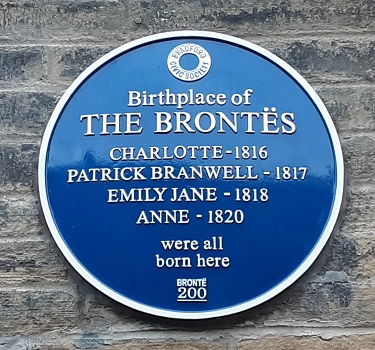 BRADFORD
CIVIC SOCIETY
Birthplace of
THE BRONTËS
CHARLOTTE - 1816
PATRICK BRANWELL - 1817
EMILY JANE - 1818
ANNE - 1820
were all
born here
BRONTË
200